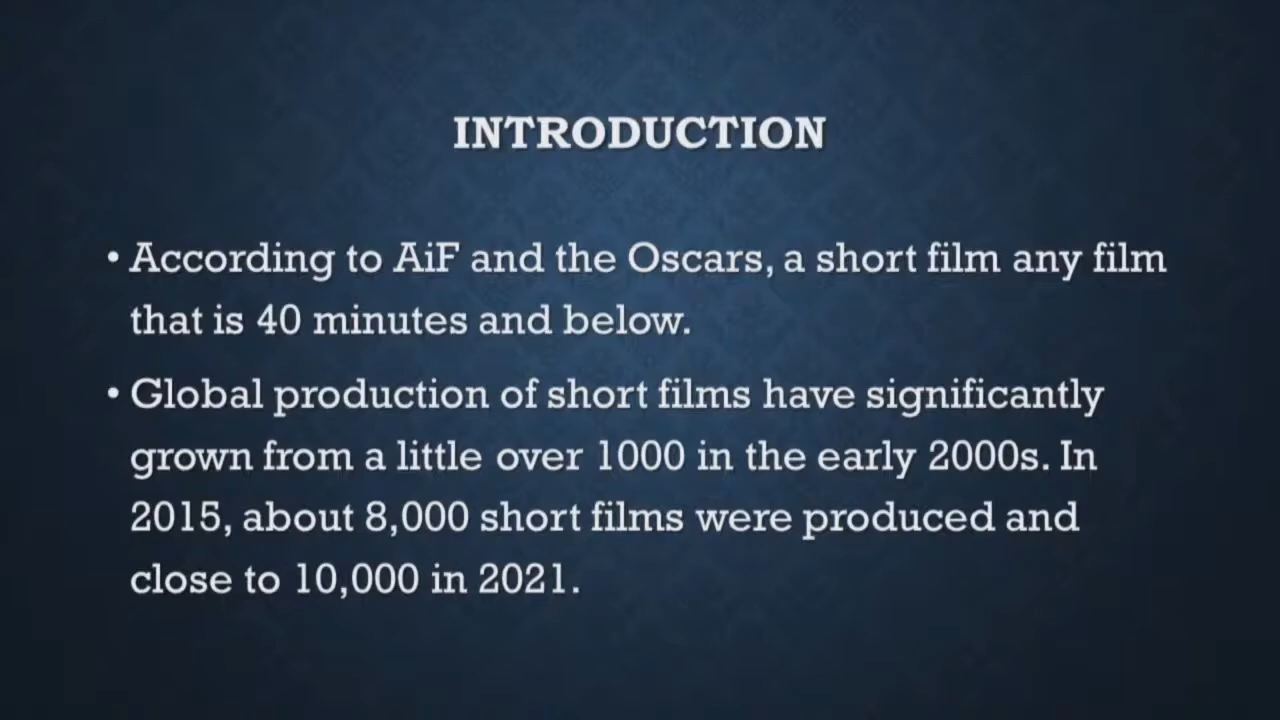 INTRODUCTION
• According to AiF and the Oscars, a short film any film
that is 40 minutes and below.
• Global production of short films have significantly
grown from a little over 1000 in the early 2000s. In
2015, about 8,000 short films were produced and
close to 10,000 in 2021.